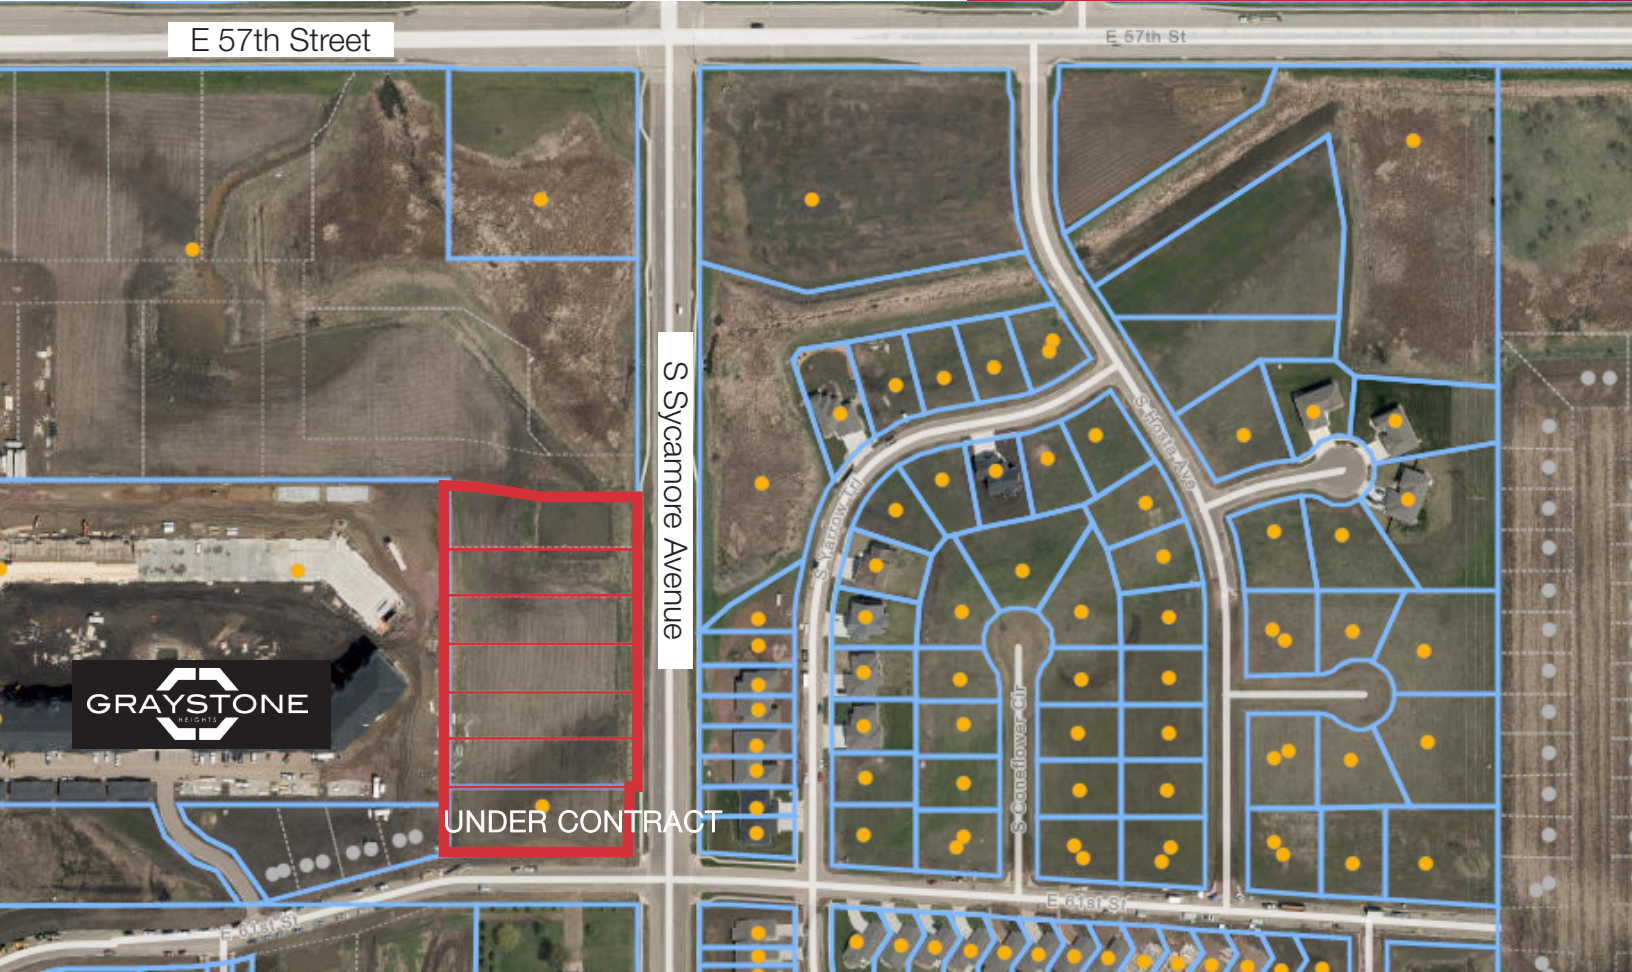 E 57th Street
E 57th St
S Sycamore Avenue
S Hosta Ave
S Yarrow Trl
GRAYSTONE
HEIGHTS
S Coneflower Cir
UNDER CONTRACT
E 61st St
E 61st St